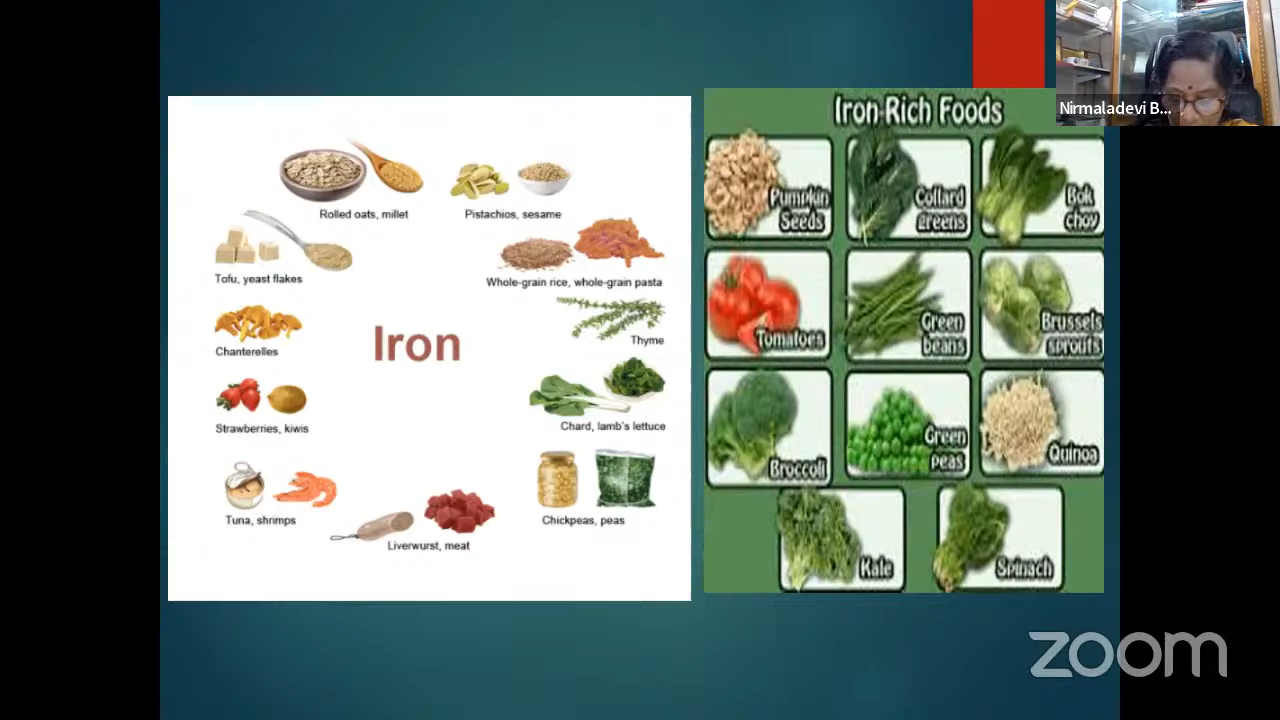 Rolled oats, millet
Pistachios, sesame
Tofu, yeast flakes
Whole-grain rice, whole-grain pasta
Chanterelles
Iron
Thyme
Strawberries, kiwis
Chard, lamb's lettuce
Tuna, shrimps
Chickpeas, peas
Liverwurst, meat
Iron-Rich Foods
Pumpkin
Seeds
Collard
greens
Bok
choy
Tomatoes
Green
beans
Brussels
sprouts
Broccoli
Green
peas
Quinoa
Kale
Spinach
Nirmaladevi B...
zoom